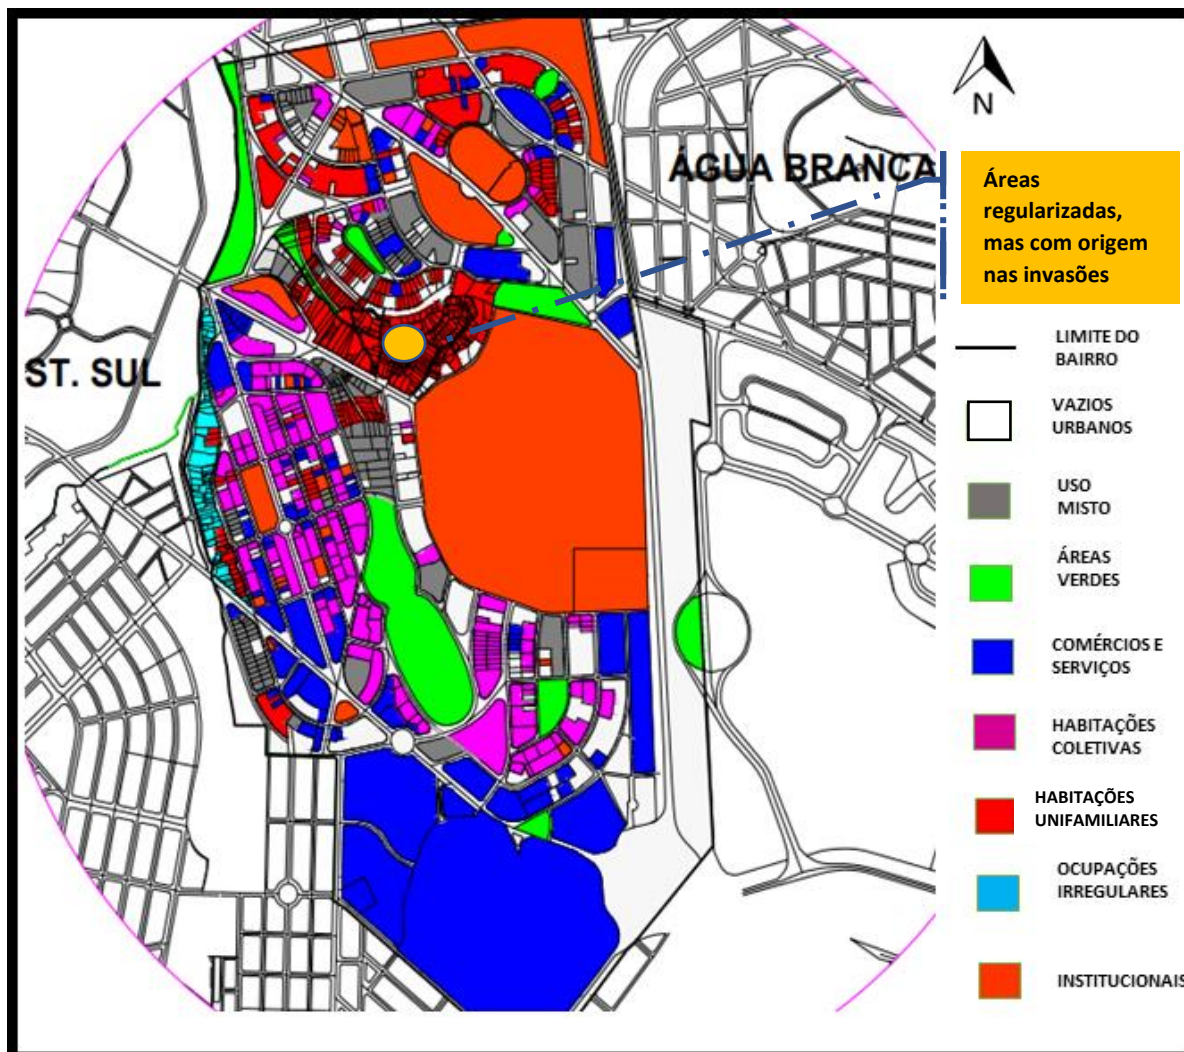 N
ÁGUA BRANCA
ST. SUL
Áreas
regularizadas,
mas com origem
nas invasões
LIMITE DO
BAIRRO
VAZIOS
URBANOS
USO
MISTO
ÁREAS
VERDES
COMÉRCIOS E
SERVIÇOS
HABITAÇÕES
COLETIVAS
HABITAÇÕES
UNIFAMILIARES
OCUPAÇÕES
IRREGULARES
INSTITUCIONAIS